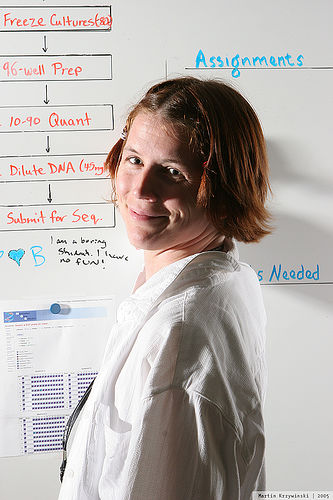 Freeze Cultures(-80)
96-well Prep
10-90 Quant
Dilute DNA (45ng
Submit for Seq.
Assignments
B
I am a boring
student. I have
no fun!
s Needed
Martin Krzywinski | 2005